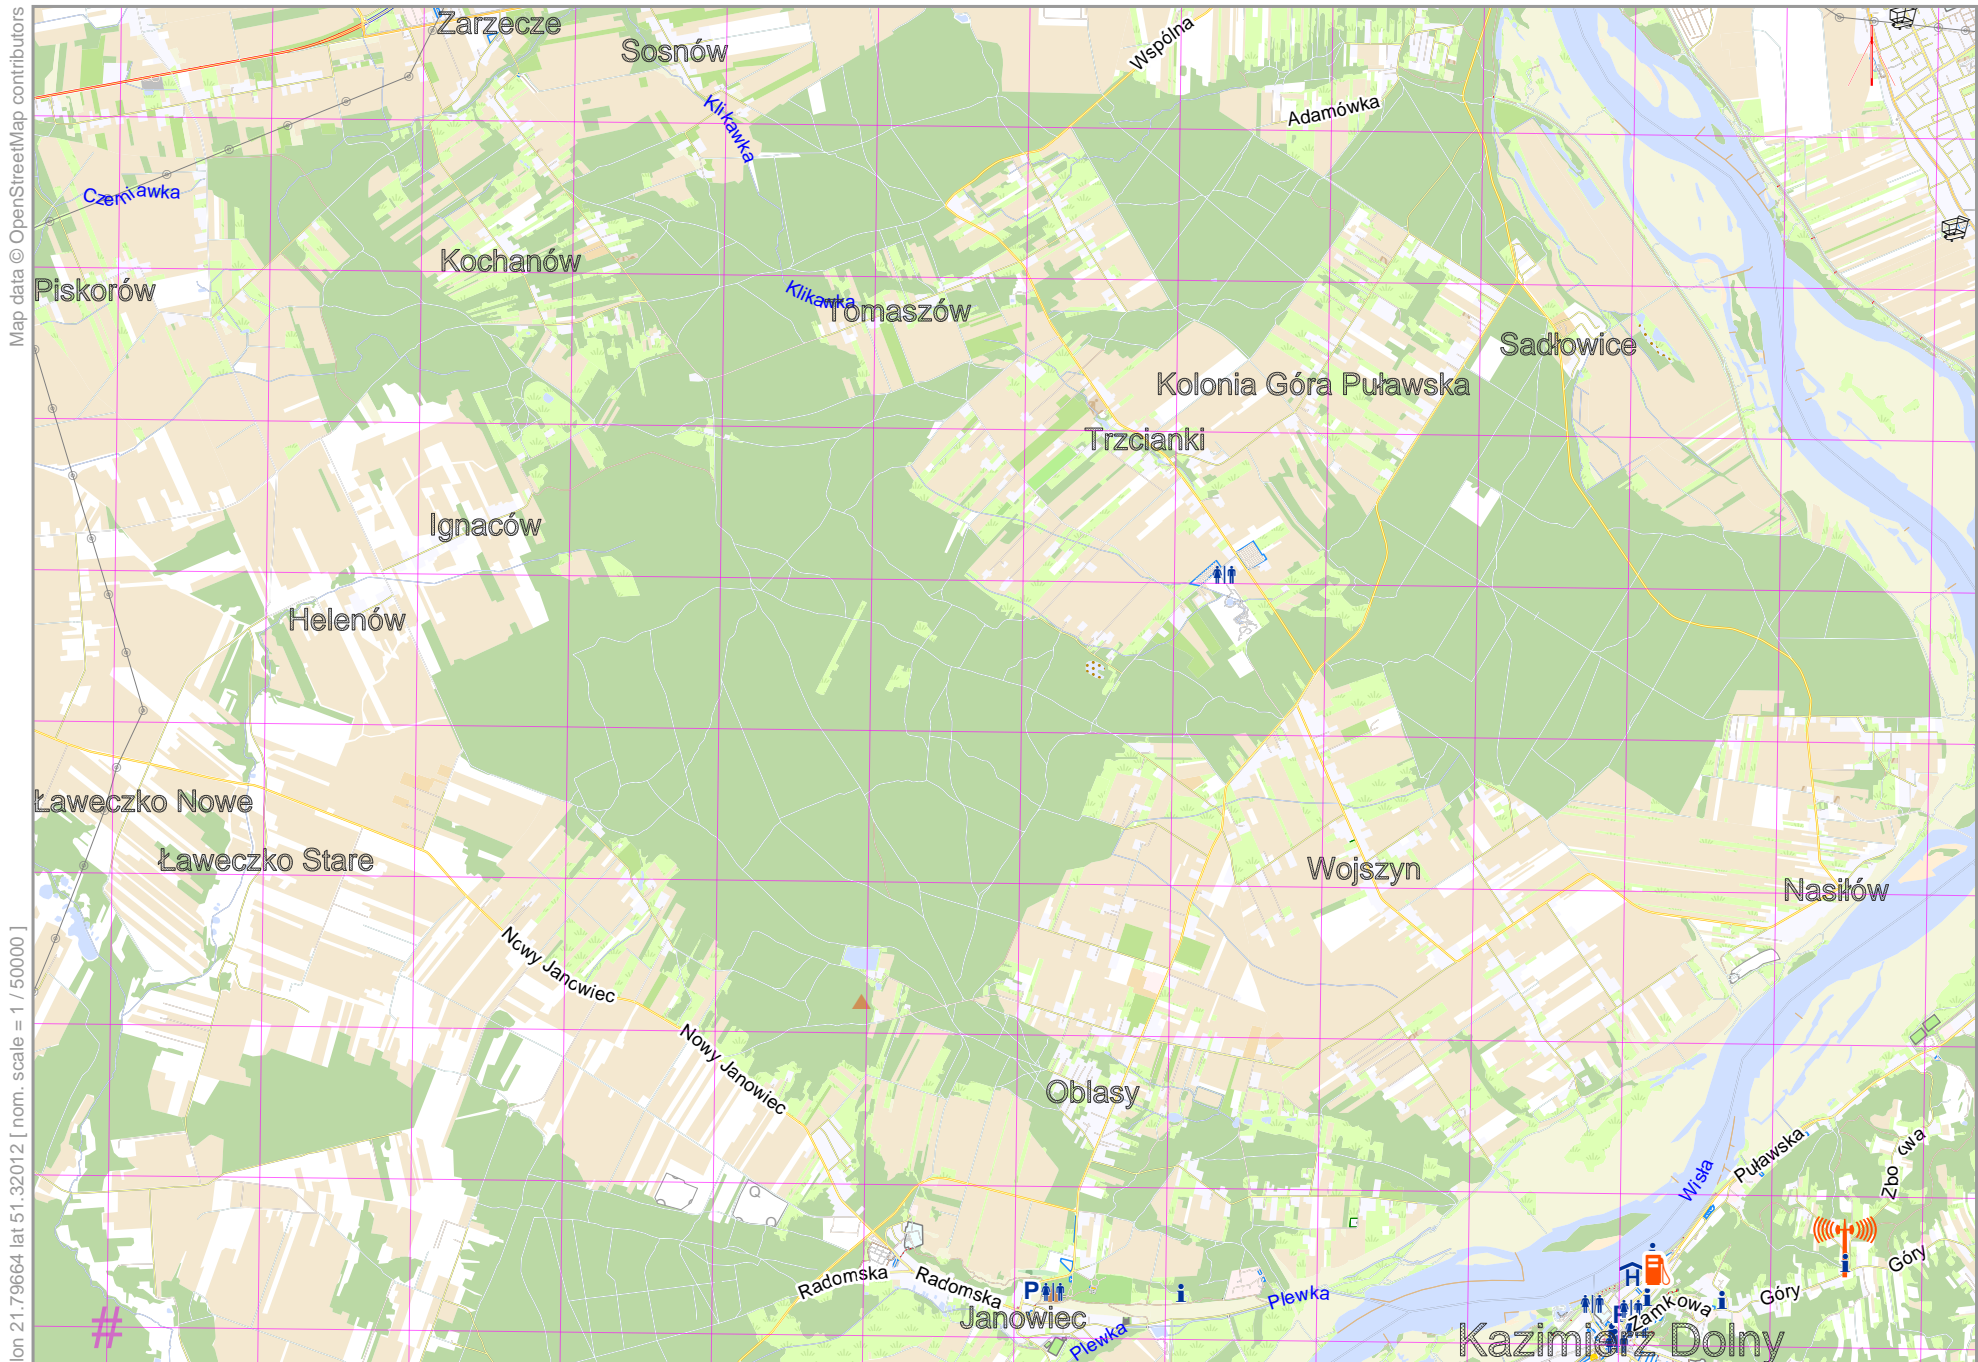 Map data © OpenStreetMap contributors
lon 21.79664 lat 51.32012 [ nom. scale = 1 / 50000 ]
Zarzecze
Sosnów
Wspólna
Klikawka
Adamówka
Czerniawka
Kochanów
Piskorów
Klikawka
Tomaszów
Sadłowice
Kolonia Góra Puławska
Trzcianki
Ignaców
Helenów
Ławeczko Nowe
Ławeczko Stare
Wojszyn
Nasiłów
Nowy Janowiec
Nowy Janowiec
Oblasy
Puławska
Wisła
Radomska
Radomska
P
Janowiec
Plewka
Plewka
H
Góry
Góry
Zamkowa
P
Kazimierz Dolny
#